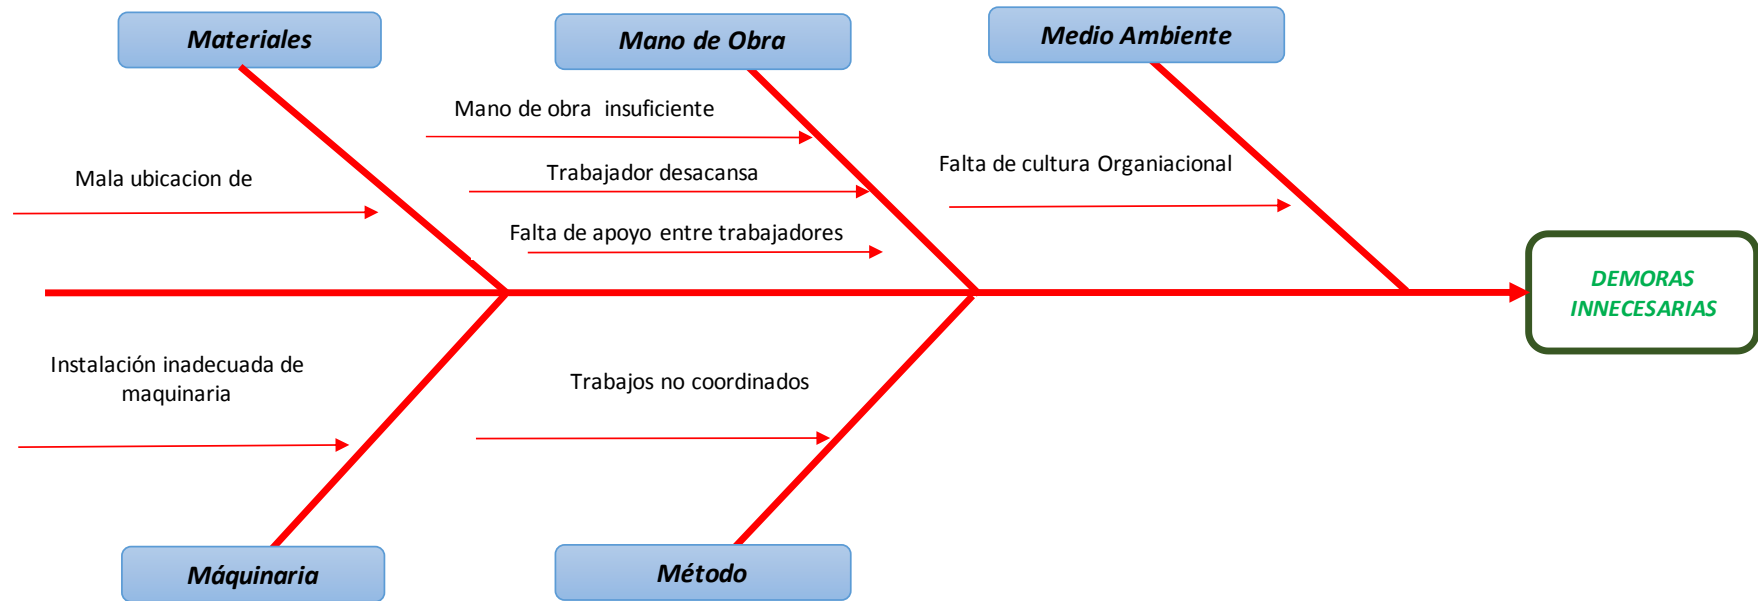 Materiales
Mano de Obra
Medio Ambiente
Mano de obra  insuficiente
Mala ubicacion de
Trabajador desacansa
Falta de cultura Organiacional
Falta de apoyo entre trabajadores
DEMORAS
INNECESARIAS
Instalación inadecuada de
maquinaria
Trabajos no coordinados
Máquinaria
Método